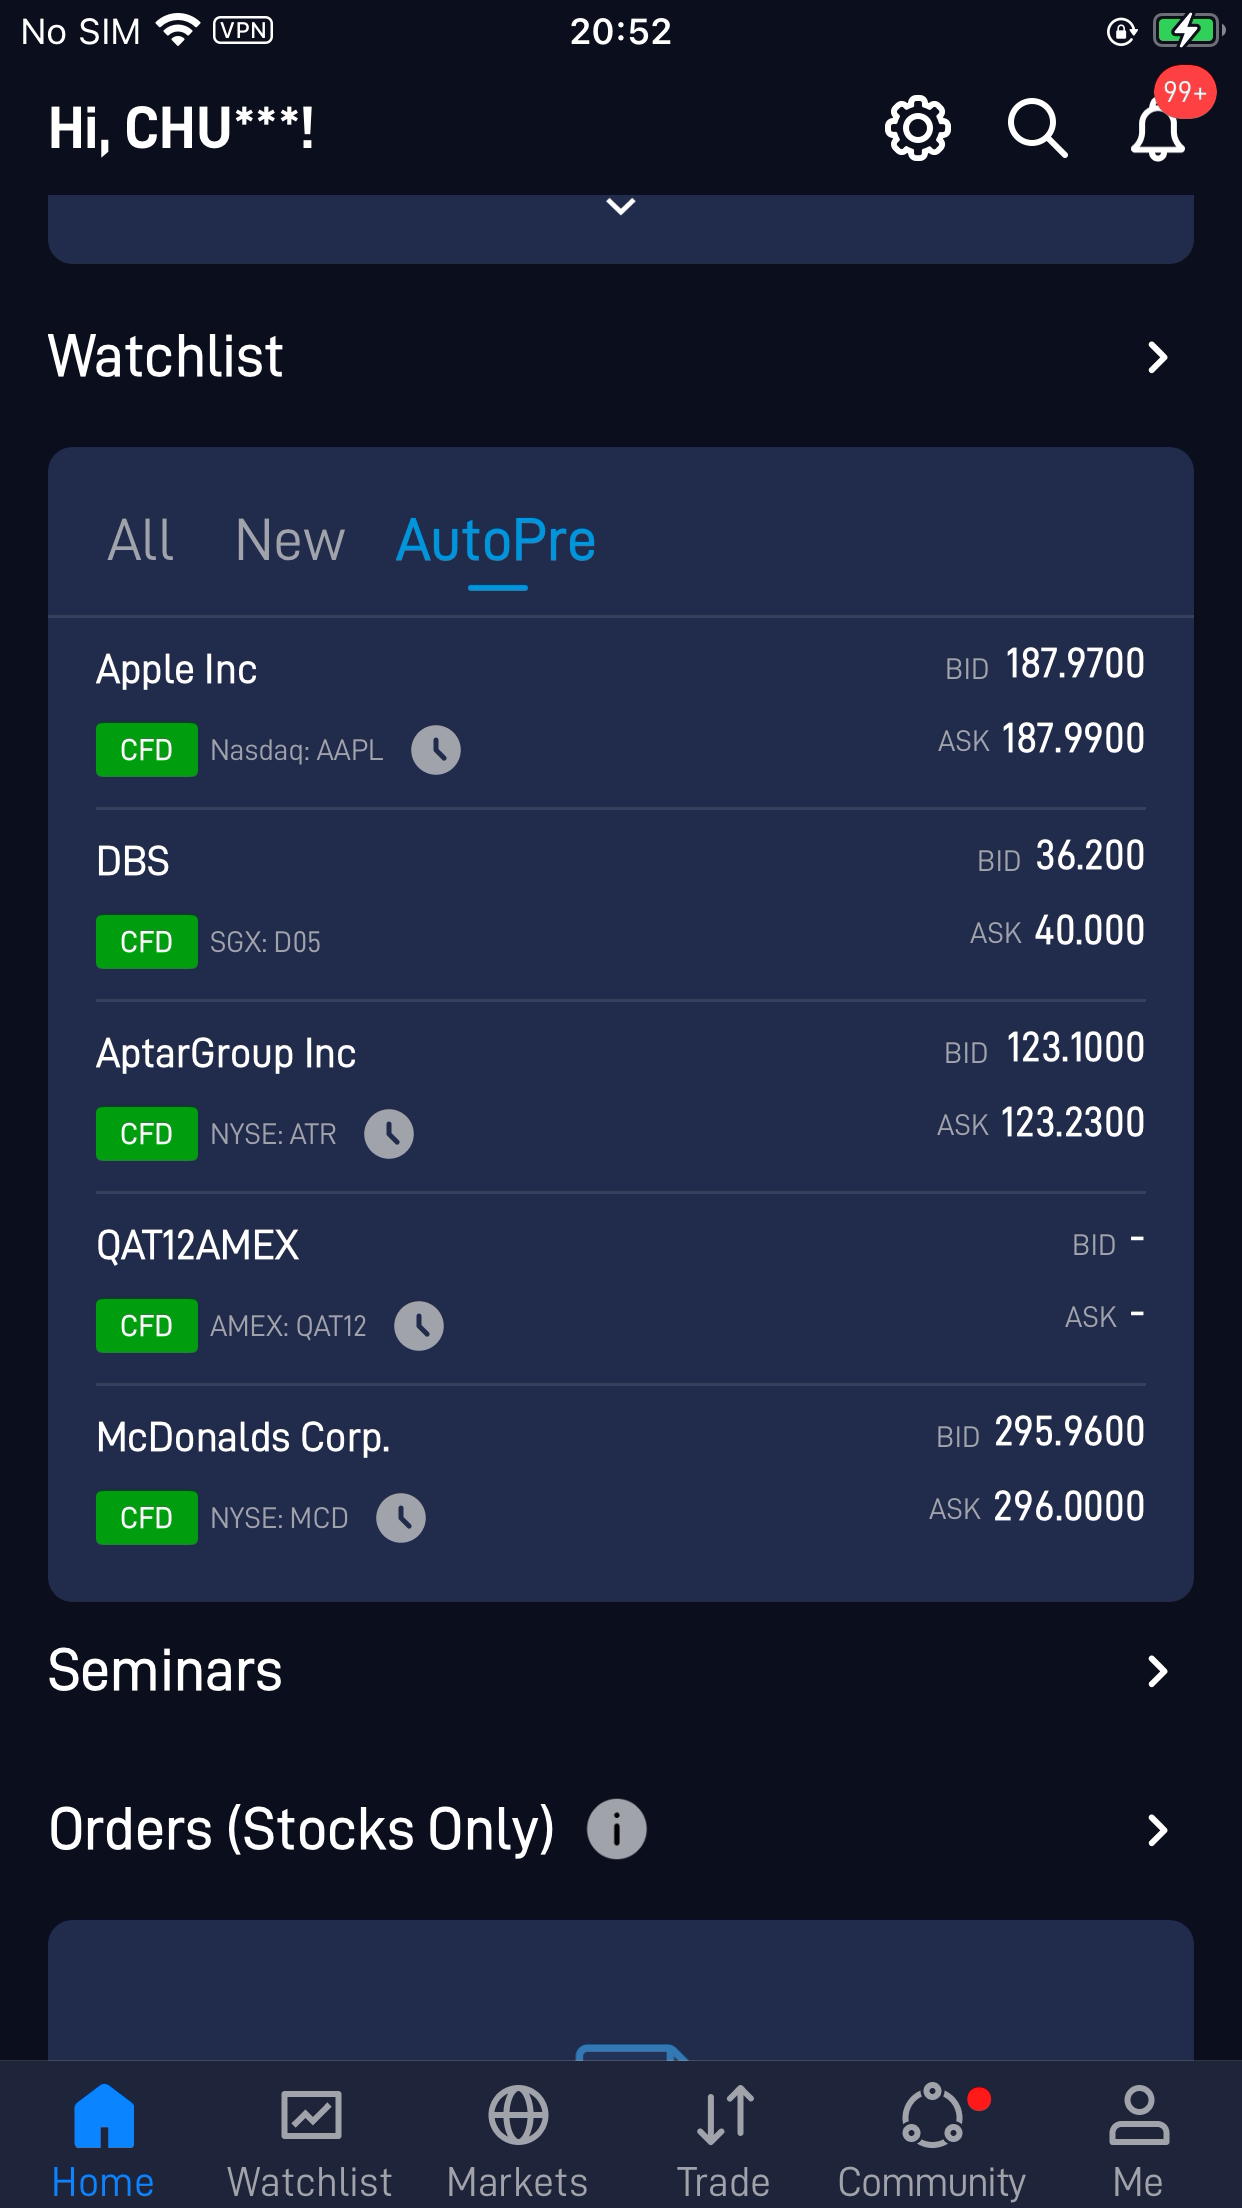 No SIM VPN 20:52
99+
Hi, CHU***!
Watchlist
All New AutoPre
Apple Inc BID 187.9700
CFD Nasdaq: AAPL ASK 187.9900
DBS BID 36.200
CFD SGX: D05 ASK 40.000
AptarGroup Inc BID 123.1000
CFD NYSE: ATR ASK 123.2300
QAT12AMEX BID -
CFD AMEX: QAT12 ASK -
McDonalds Corp. BID 295.9600
CFD NYSE: MCD ASK 296.0000
Seminars
Orders (Stocks Only)
Home Watchlist Markets Trade Community Me